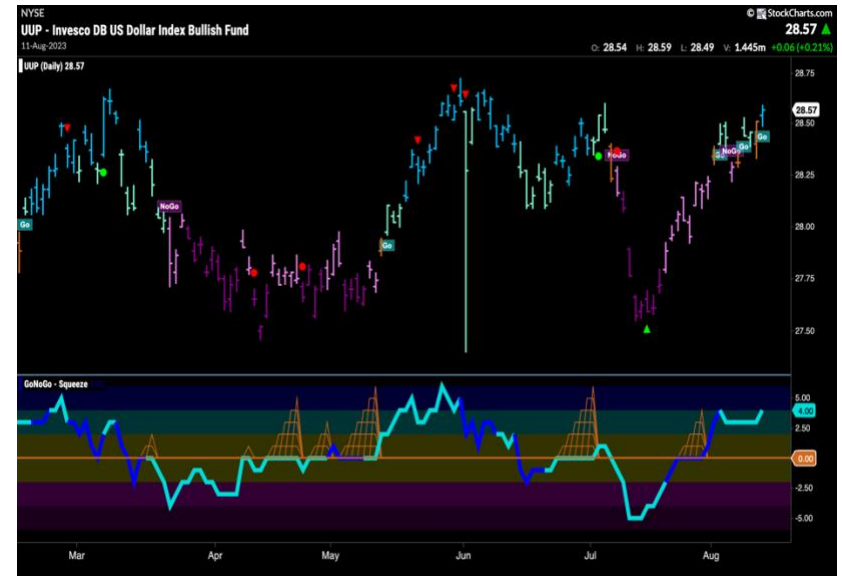 NYSE
© StockCharts.com
UUP - Invesco DB US Dollar Index Bullish Fund
28.57
11-Aug-2023
O: 28.54 H: 28.59 L: 28.49 V: 1.445m +0.06 (+0.21%)
UUP (Daily) 28.57
28.75
28.57
28.50
28.25
28.00
27.75
27.50
Go
NoGo
Go
NoGo
Go
NoGo
Go
Go
GoNoGo - Squeeze
5.00
4.00
2.50
0.00
-2.50
-5.00
Mar Apr May Jun Jul Aug